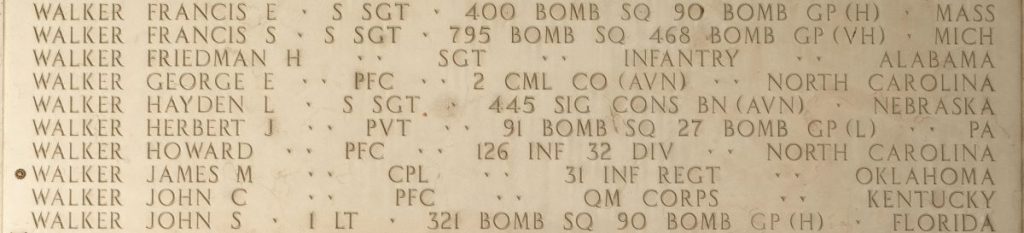 WALKER FRANCIS E · S SGT · 400 BOMB SQ 90 BOMB GP (H) · MASS
WALKER FRANCIS S · S SGT · 795 BOMB SQ 468 BOMB GP (VH) · MICH
WALKER FRIEDMAN H · · SGT · · INFANTRY · · ALABAMA
WALKER GEORGE E · · PFC · · 2 CML CO (AVN) · · NORTH CAROLINA
WALKER HAYDEN L · S SGT · 445 SIG CONS BN (AVN) · NEBRASKA
WALKER HERBERT J · · PVT · · 91 BOMB SQ 27 BOMB GP (L) · · PA
WALKER HOWARD · · PFC · · 126 INF 32 DIV · · NORTH CAROLINA
WALKER JAMES M · · CPL · · 31 INF REGT · · OKLAHOMA
WALKER JOHN C · · PFC · · QM CORPS · · KENTUCKY
WALKER JOHN S · 1 LT · 321 BOMB SQ 90 BOMB GP (H) · FLORIDA